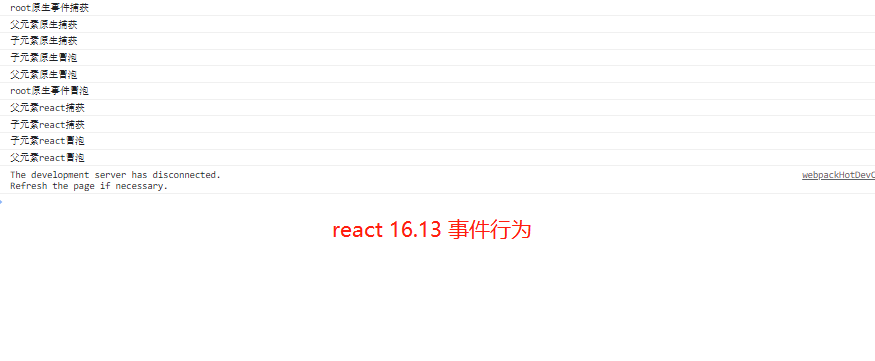 root原生事件捕获
父元素原生捕获
子元素原生捕获
子元素原生冒泡
父元素原生冒泡
root原生事件冒泡
父元素react捕获
子元素react捕获
子元素react冒泡
父元素react冒泡
The development server has disconnected. webpackHotDevC
Refresh the page if necessary.
react 16.13 事件行为